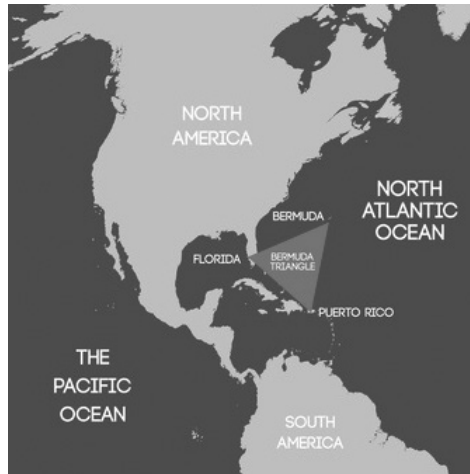 NORTH
AMERICA
NORTH
ATLANTIC
OCEAN
BERMUDA
FLORIDA
BERMUDA
TRIANGLE
PUERTO RICO
THE
PACIFIC
OCEAN
SOUTH
AMERICA